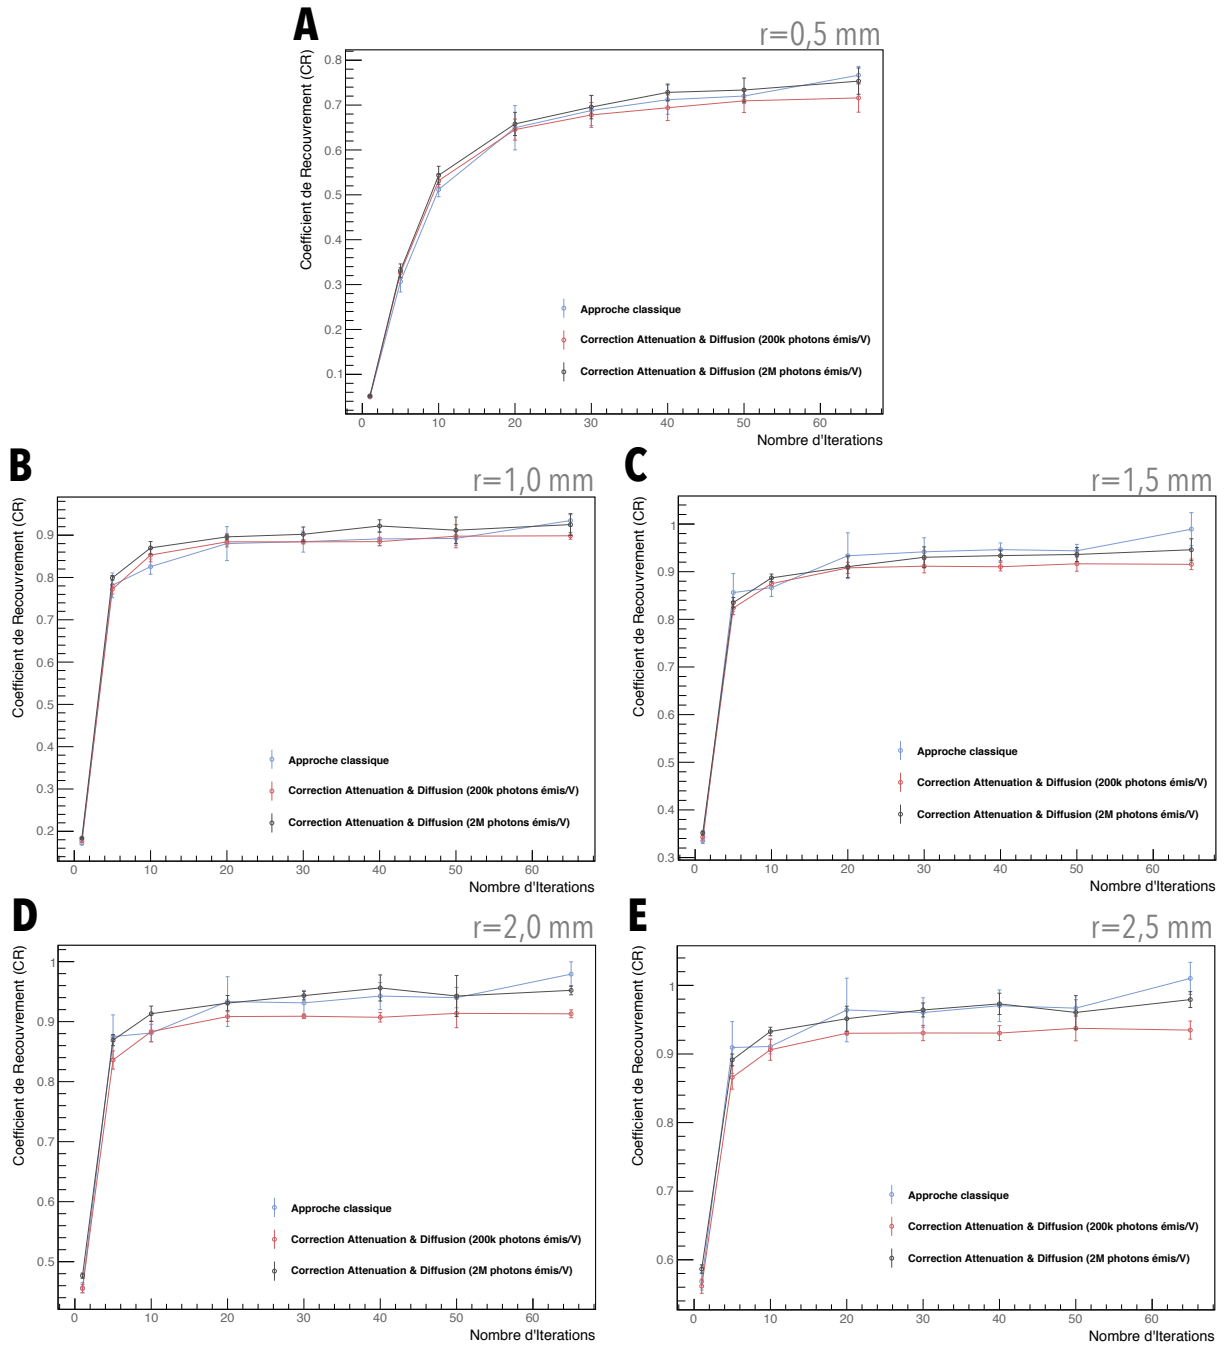 A
r=0,5 mm
Coefficient de Recouvrement (CR)
0.8
0.7
0.6
0.5
0.4
0.3
0.2
0.1
Approche classique
Correction Attenuation & Diffusion (200k photons émis/V)
Correction Attenuation & Diffusion (2M photons émis/V)
0 10 20 30 40 50 60
Nombre d'Iterations
B
r=1,0 mm
Coefficient de Recouvrement (CR)
0.9
0.8
0.7
0.6
0.5
0.4
0.3
0.2
Approche classique
Correction Attenuation & Diffusion (200k photons émis/V)
Correction Attenuation & Diffusion (2M photons émis/V)
0 10 20 30 40 50 60
Nombre d'Iterations
C
r=1,5 mm
Coefficient de Recouvrement (CR)
1
0.9
0.8
0.7
0.6
0.5
0.4
0.3
Approche classique
Correction Attenuation & Diffusion (200k photons émis/V)
Correction Attenuation & Diffusion (2M photons émis/V)
0 10 20 30 40 50 60
Nombre d'Iterations
D
r=2,0 mm
Coefficient de Recouvrement (CR)
1
0.9
0.8
0.7
0.6
0.5
Approche classique
Correction Attenuation & Diffusion (200k photons émis/V)
Correction Attenuation & Diffusion (2M photons émis/V)
0 10 20 30 40 50 60
Nombre d'Iterations
E
r=2,5 mm
Coefficient de Recouvrement (CR)
1
0.9
0.8
0.7
0.6
Approche classique
Correction Attenuation & Diffusion (200k photons émis/V)
Correction Attenuation & Diffusion (2M photons émis/V)
0 10 20 30 40 50 60
Nombre d'Iterations